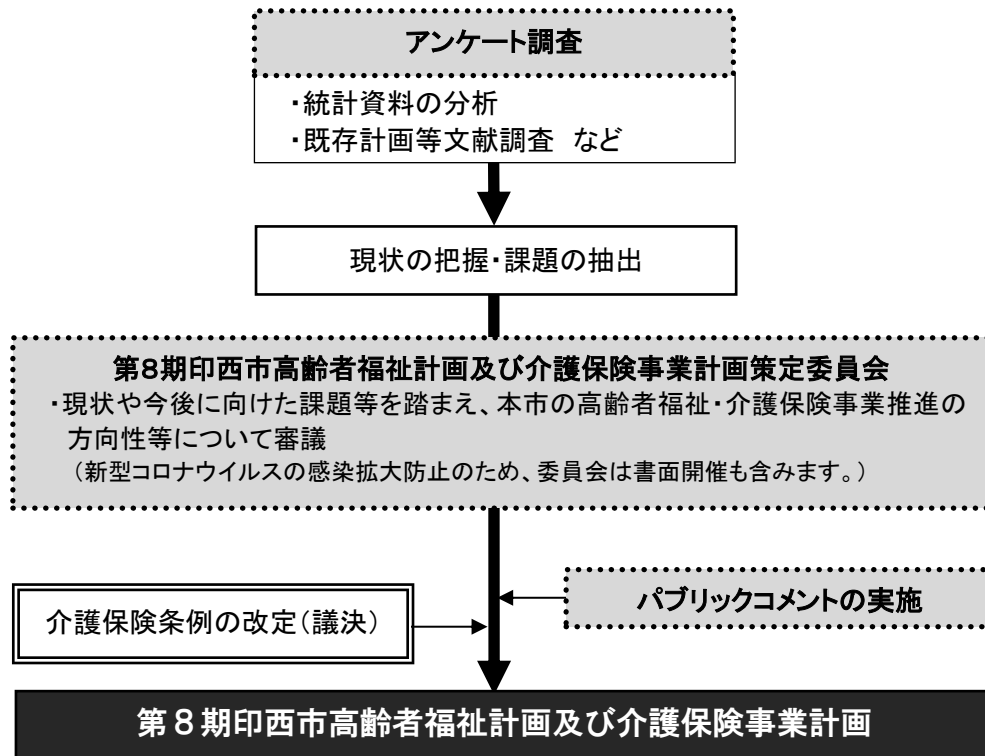 アンケート調査
・統計資料の分析
・既存計画等文献調査　など
現状の把握・課題の抽出
第8期印西市高齢者福祉計画及び介護保険事業計画策定委員会
・現状や今後に向けた課題等を踏まえ、本市の高齢者福祉・介護保険事業推進の
方向性等について審議
（新型コロナウイルスの感染拡大防止のため、委員会は書面開催も含みます。）
パブリックコメントの実施
介護保険条例の改定（議決）
第８期印西市高齢者福祉計画及び介護保険事業計画